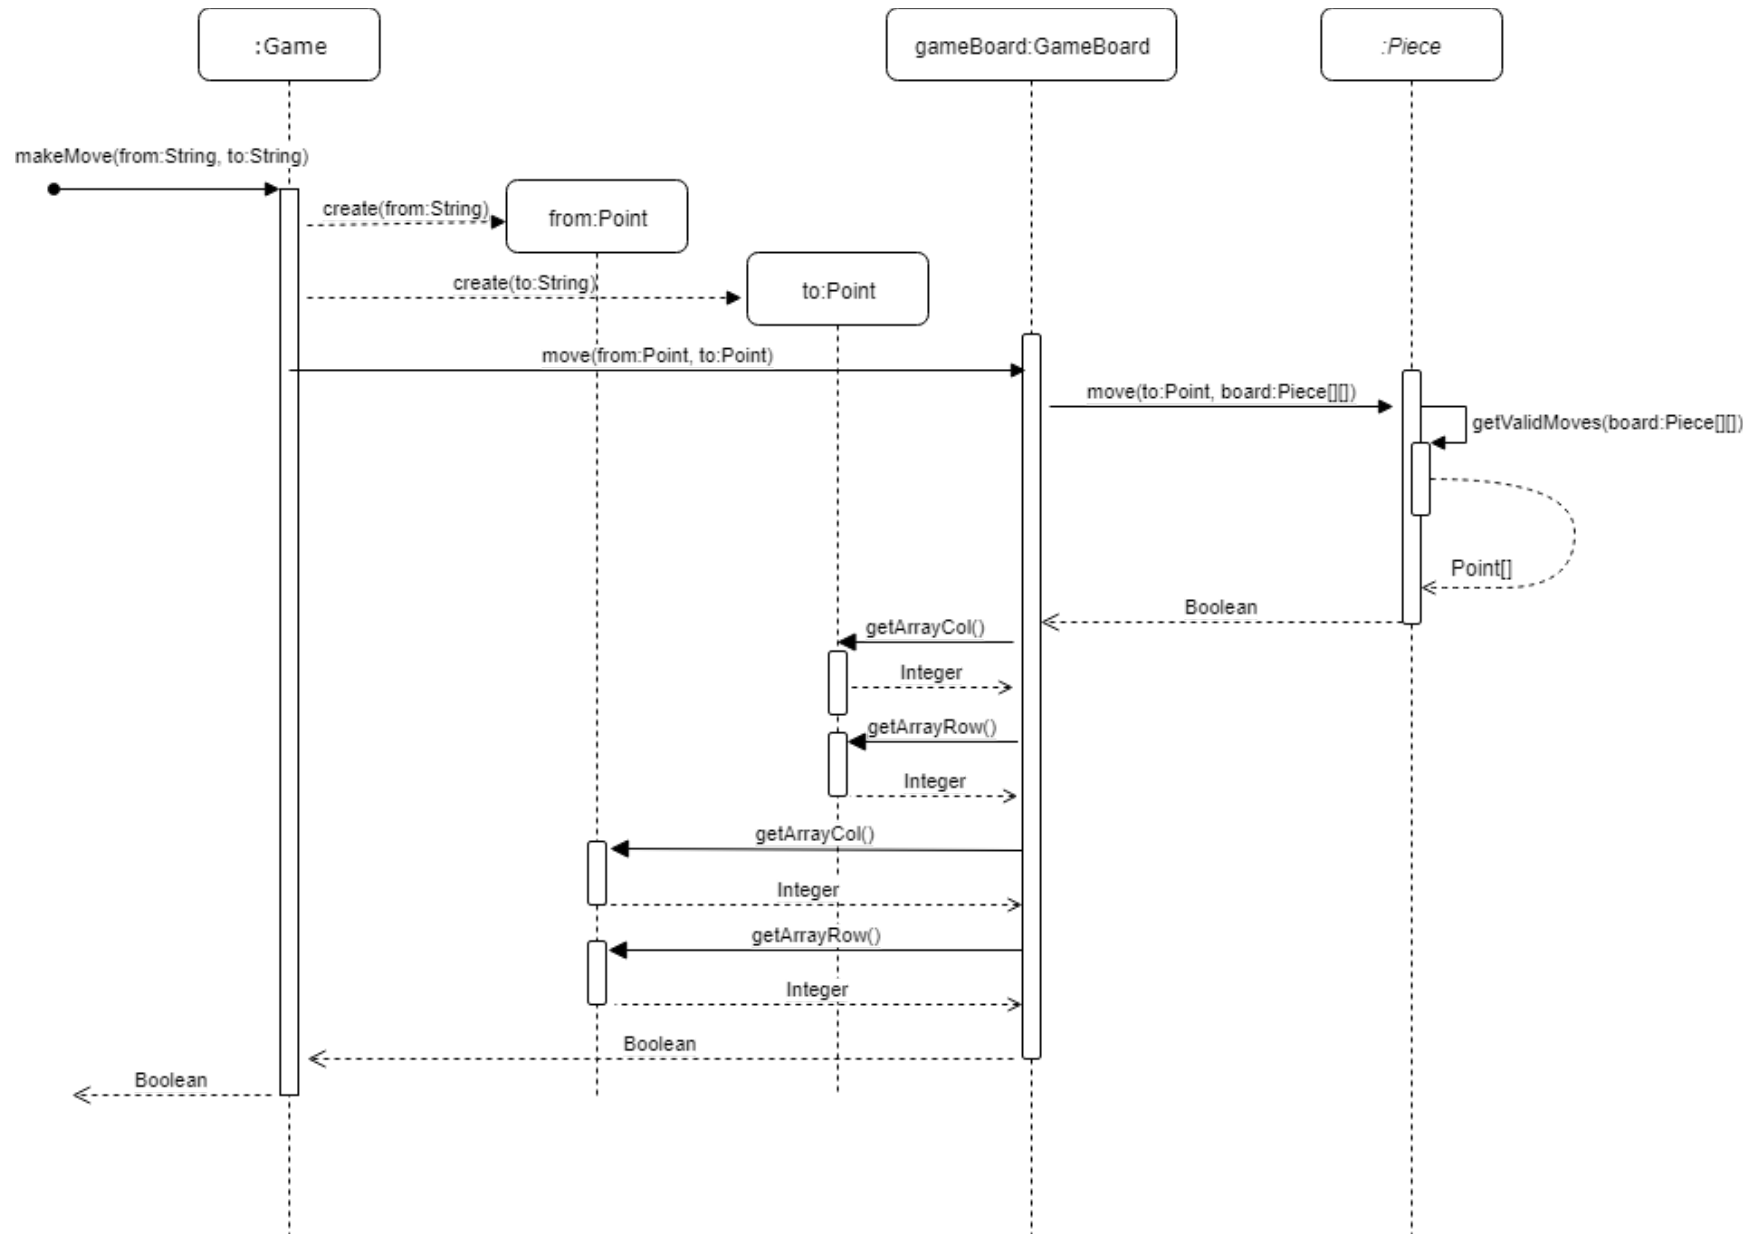 :Game
gameBoard:GameBoard
:Piece
makeMove(from:String, to:String)
create(from:String)
from:Point
create(to:String)
to:Point
move(from:Point, to:Point)
move(to:Point, board:Piece[][])
getValidMoves(board:Piece[][])
Point[]
Boolean
getArrayCol()
Integer
getArrayRow()
Integer
getArrayCol()
Integer
getArrayRow()
Integer
Boolean
Boolean